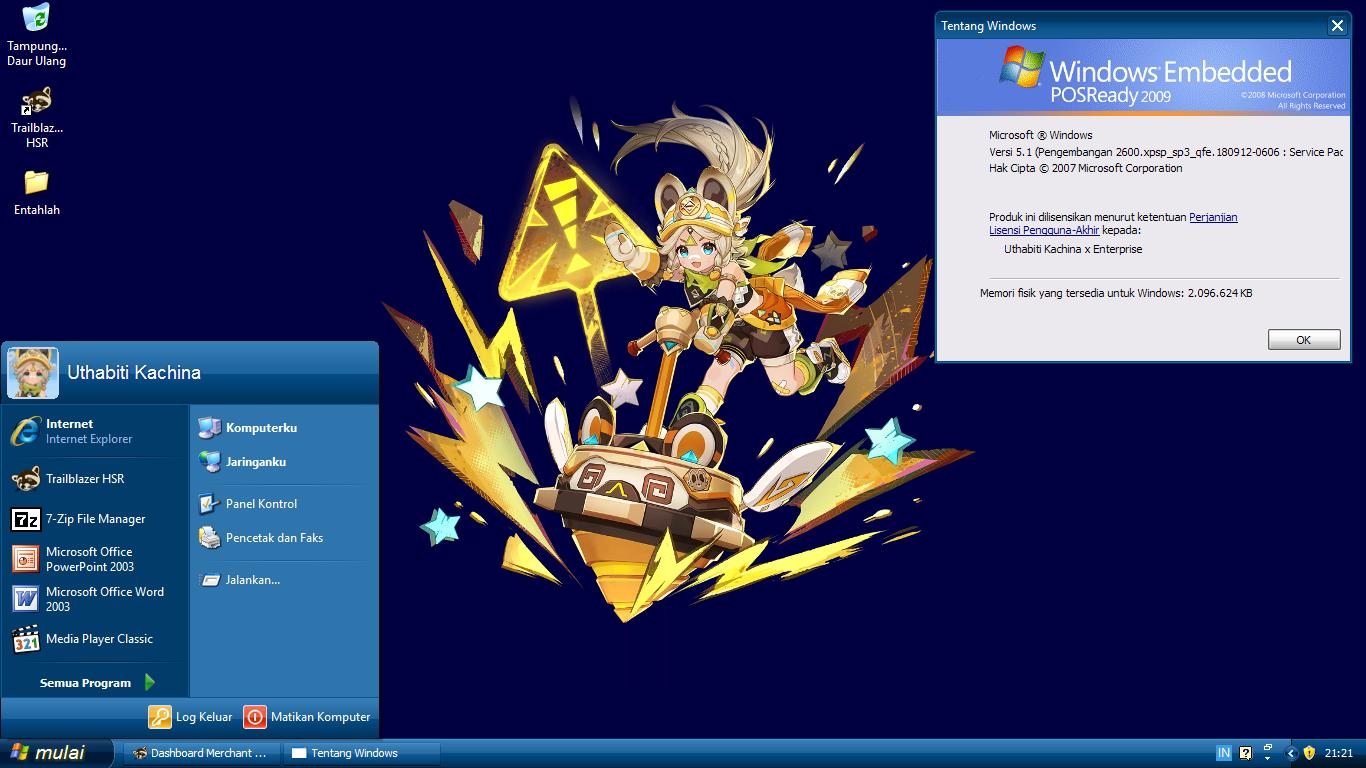 Tampung...
Daur Ulang
Trailblaz...
HSR
Entahlah
Tentang Windows
Windows Embedded
POSReady 2009
©2008 Microsoft Corporation
All Rights Reserved
Microsoft ® Windows
Versi 5.1 (Pengembangan 2600.xpsp_sp3_qfe.180912-0606 : Service Pac
Hak Cipta © 2007 Microsoft Corporation
Produk ini dilisensikan menurut ketentuan Perjanjian
Lisensi Pengguna-Akhir kepada:
Uthabiti Kachina x Enterprise
Memori fisik yang tersedia untuk Windows: 2.096.624 KB
OK
Uthabiti Kachina
Internet
Internet Explorer
Trailblazer HSR
7z
7-Zip File Manager
Microsoft Office
PowerPoint 2003
W
Microsoft Office Word
2003
321
Media Player Classic
Semua Program
Komputerku
Jaringanku
Panel Kontrol
Pencetak dan Faks
Jalankan...
Log Keluar
Matikan Komputer
mulai
Dashboard Merchant ...
Tentang Windows
IN
21:21